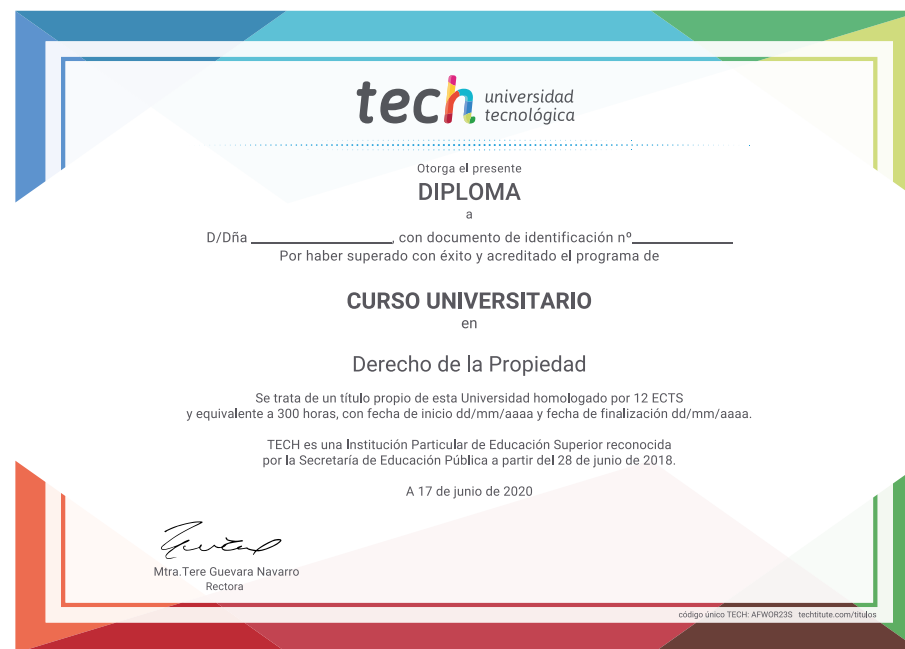 tech universidad
tecnológica
Otorga el presente
DIPLOMA
a
D/Dña ____________________, con documento de identificación nº______________
Por haber superado con éxito y acreditado el programa de
CURSO UNIVERSITARIO
en
Derecho de la Propiedad
Se trata de un título propio de esta Universidad homologado por 12 ECTS
y equivalente a 300 horas, con fecha de inicio dd/mm/aaaa y fecha de finalización dd/mm/aaaa.
TECH es una Institución Particular de Educación Superior reconocida
por la Secretaría de Educación Pública a partir del 28 de junio de 2018.
A 17 de junio de 2020
Mtra.Tere Guevara Navarro
Rectora
código único TECH: AFWOR23S techtitute.com/titulos